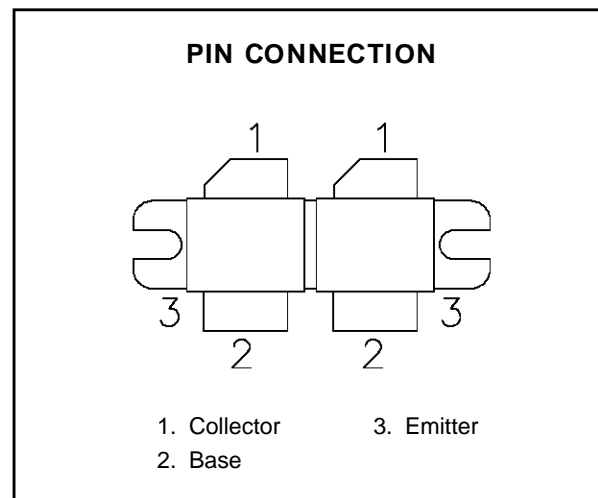 PIN CONNECTION
1 1
3 3
2 2
1. Collector 3. Emitter
2. Base